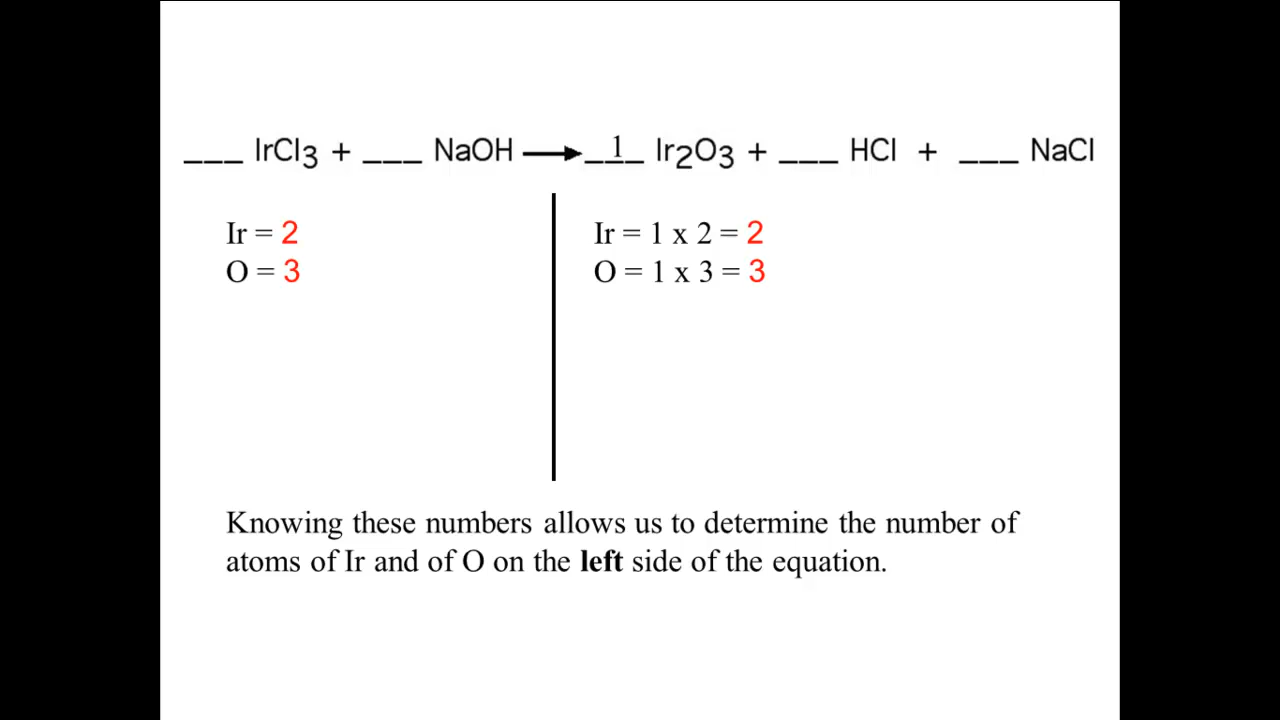 ___ IrCl3 + ___ NaOH ⟶ _1_ Ir2O3 + ___ HCl + ___ NaCl
Ir = 2
O = 3
Ir = 1 x 2 = 2
O = 1 x 3 = 3
Knowing these numbers allows us to determine the number of
atoms of Ir and of O on the left side of the equation.